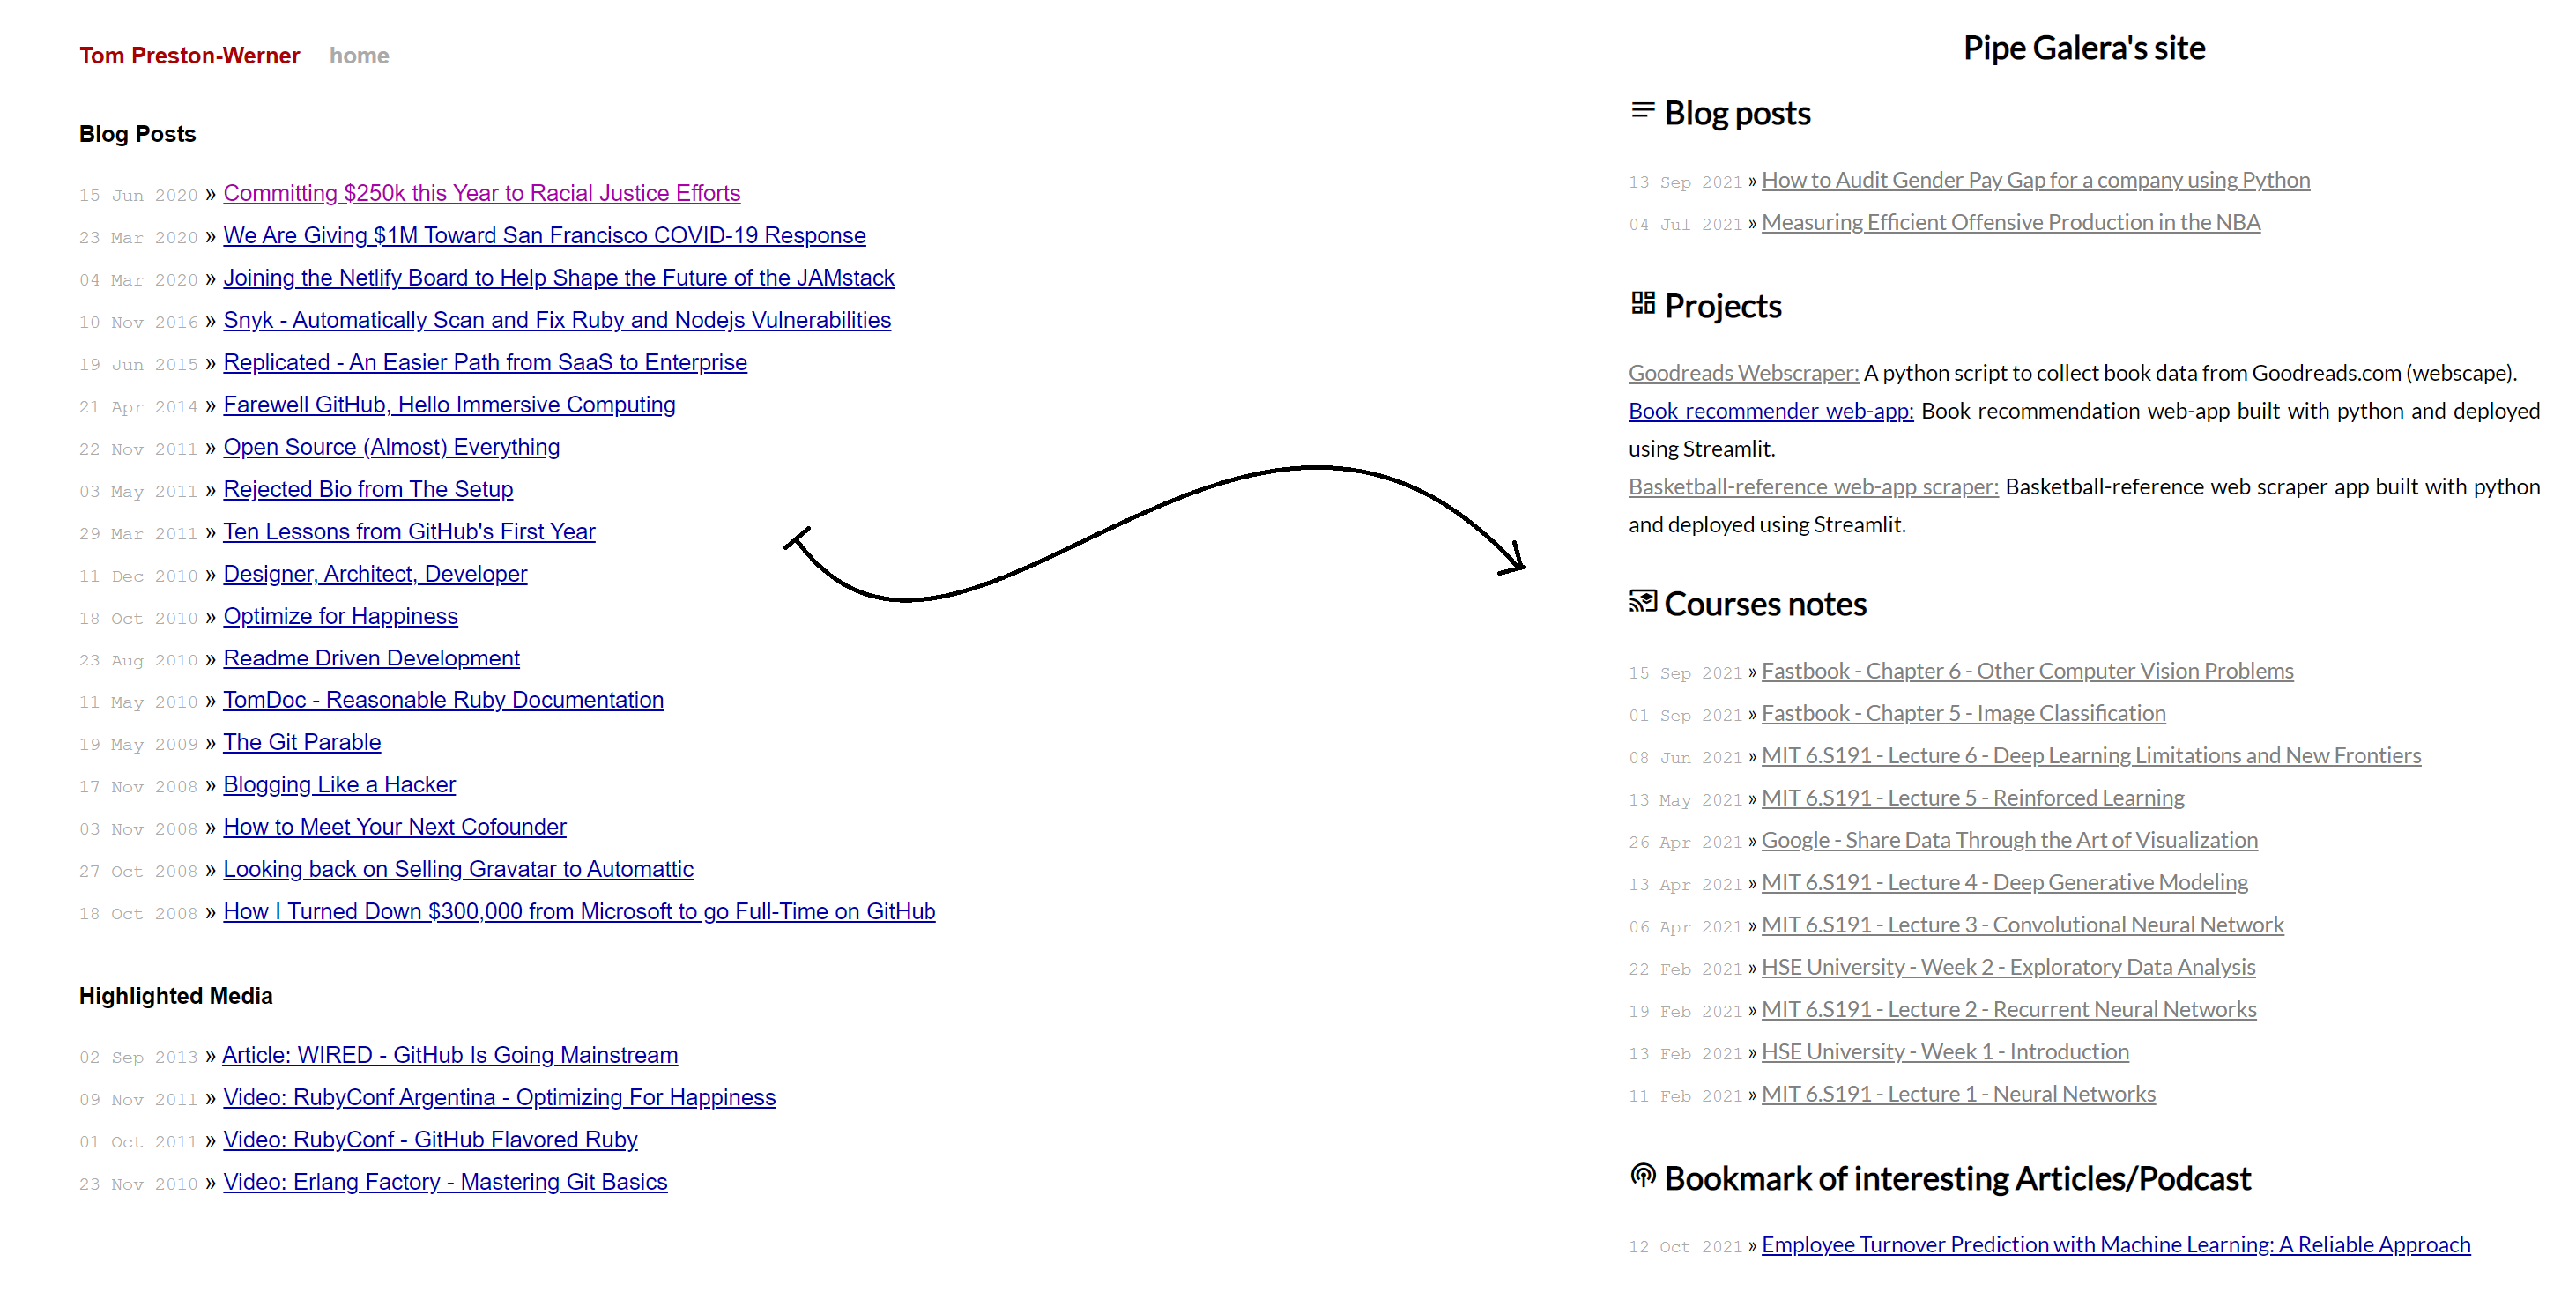 Tom Preston-Werner home
Blog Posts
15 Jun 2020 » Committing $250k this Year to Racial Justice Efforts
23 Mar 2020 » We Are Giving $1M Toward San Francisco COVID-19 Response
04 Mar 2020 » Joining the Netlify Board to Help Shape the Future of the JAMstack
10 Nov 2016 » Snyk - Automatically Scan and Fix Ruby and Nodejs Vulnerabilities
19 Jun 2015 » Replicated - An Easier Path from SaaS to Enterprise
21 Apr 2014 » Farewell GitHub, Hello Immersive Computing
22 Nov 2011 » Open Source (Almost) Everything
03 May 2011 » Rejected Bio from The Setup
29 Mar 2011 » Ten Lessons from GitHub's First Year
11 Dec 2010 » Designer, Architect, Developer
18 Oct 2010 » Optimize for Happiness
23 Aug 2010 » Readme Driven Development
11 May 2010 » TomDoc - Reasonable Ruby Documentation
19 May 2009 » The Git Parable
17 Nov 2008 » Blogging Like a Hacker
03 Nov 2008 » How to Meet Your Next Cofounder
27 Oct 2008 » Looking back on Selling Gravatar to Automattic
18 Oct 2008 » How I Turned Down $300,000 from Microsoft to go Full-Time on GitHub
Highlighted Media
02 Sep 2013 » Article: WIRED - GitHub Is Going Mainstream
09 Nov 2011 » Video: RubyConf Argentina - Optimizing For Happiness
01 Oct 2011 » Video: RubyConf - GitHub Flavored Ruby
23 Nov 2010 » Video: Erlang Factory - Mastering Git Basics
Pipe Galera's site
Blog posts
13 Sep 2021 » How to Audit Gender Pay Gap for a company using Python
04 Jul 2021 » Measuring Efficient Offensive Production in the NBA
Projects
Goodreads Webscraper: A python script to collect book data from Goodreads.com (webscape).
Book recommender web-app: Book recommendation web-app built with python and deployed
using Streamlit.
Basketball-reference web-app scraper: Basketball-reference web scraper app built with python
and deployed using Streamlit.
Courses notes
15 Sep 2021 » Fastbook - Chapter 6 - Other Computer Vision Problems
01 Sep 2021 » Fastbook - Chapter 5 - Image Classification
08 Jun 2021 » MIT 6.S191 - Lecture 6 - Deep Learning Limitations and New Frontiers
13 May 2021 » MIT 6.S191 - Lecture 5 - Reinforced Learning
26 Apr 2021 » Google - Share Data Through the Art of Visualization
13 Apr 2021 » MIT 6.S191 - Lecture 4 - Deep Generative Modeling
06 Apr 2021 » MIT 6.S191 - Lecture 3 - Convolutional Neural Network
22 Feb 2021 » HSE University - Week 2 - Exploratory Data Analysis
19 Feb 2021 » MIT 6.S191 - Lecture 2 - Recurrent Neural Networks
13 Feb 2021 » HSE University - Week 1 - Introduction
11 Feb 2021 » MIT 6.S191 - Lecture 1 - Neural Networks
Bookmark of interesting Articles/Podcast
12 Oct 2021 » Employee Turnover Prediction with Machine Learning: A Reliable Approach